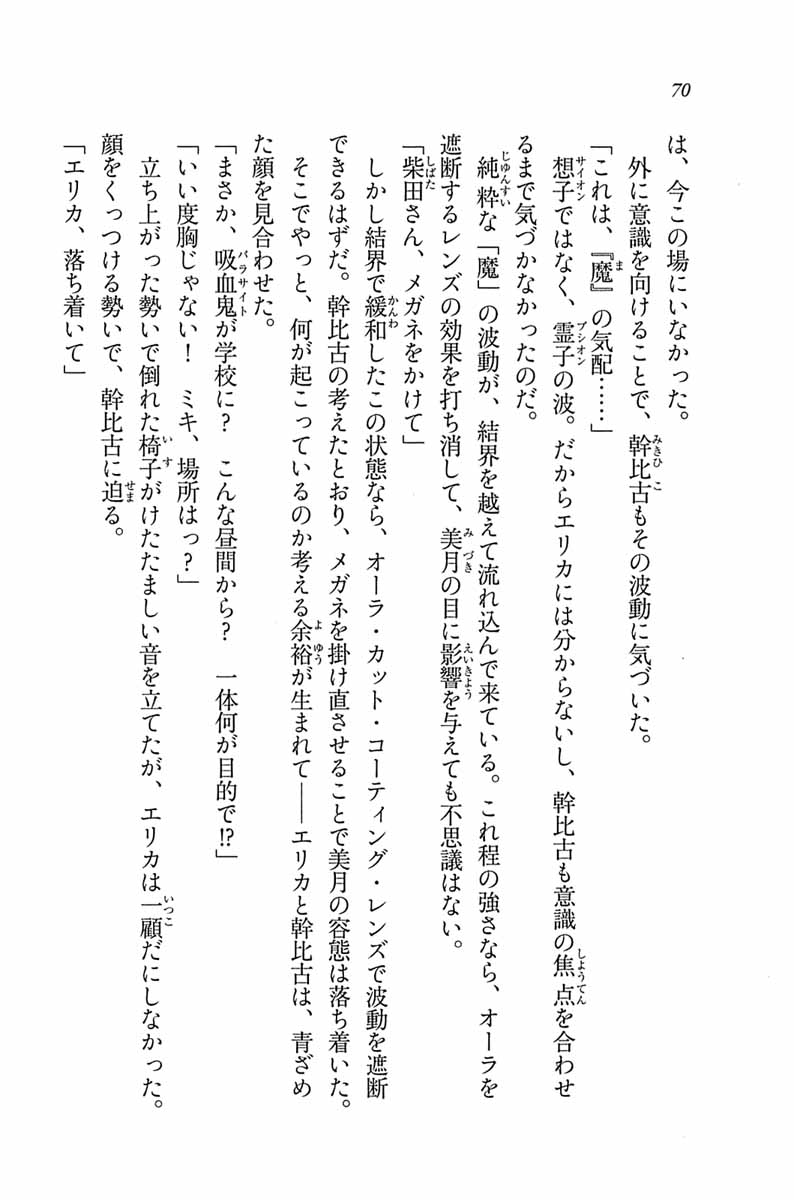 70
は、今この場にいなかった。
　外に意識を向けることで、幹比古もその波動に気づいた。
「これは、『魔』の気配……」
　想子ではなく、霊子の波。だからエリカには分からないし、幹比古も意識の焦点を合わせ
るまで気づかなかったのだ。
　純粋な「魔」の波動が、結界を越えて流れ込んで来ている。これ程の強さなら、オーラを
遮断するレンズの効果を打ち消して、美月の目に影響を与えても不思議はない。
「柴田さん、メガネをかけて」
　しかし結界で緩和したこの状態なら、オーラ・カット・コーティング・レンズで波動を遮断
できるはずだ。幹比古の考えたとおり、メガネを掛け直させることで美月の容態は落ち着いた。
　そこでやっと、何が起こっているのか考える余裕が生まれて――エリカと幹比古は、青ざめ
た顔を見合わせた。
「まさか、吸血鬼が学校に？　こんな昼間から？　一体何が目的で!?」
「いい度胸じゃない！　ミキ、場所はっ？」
　立ち上がった勢いで倒れた椅子がけたたましい音を立てたが、エリカは一顧だにしなかった。
顔をくっつける勢いで、幹比古に迫る。
「エリカ、落ち着いて」